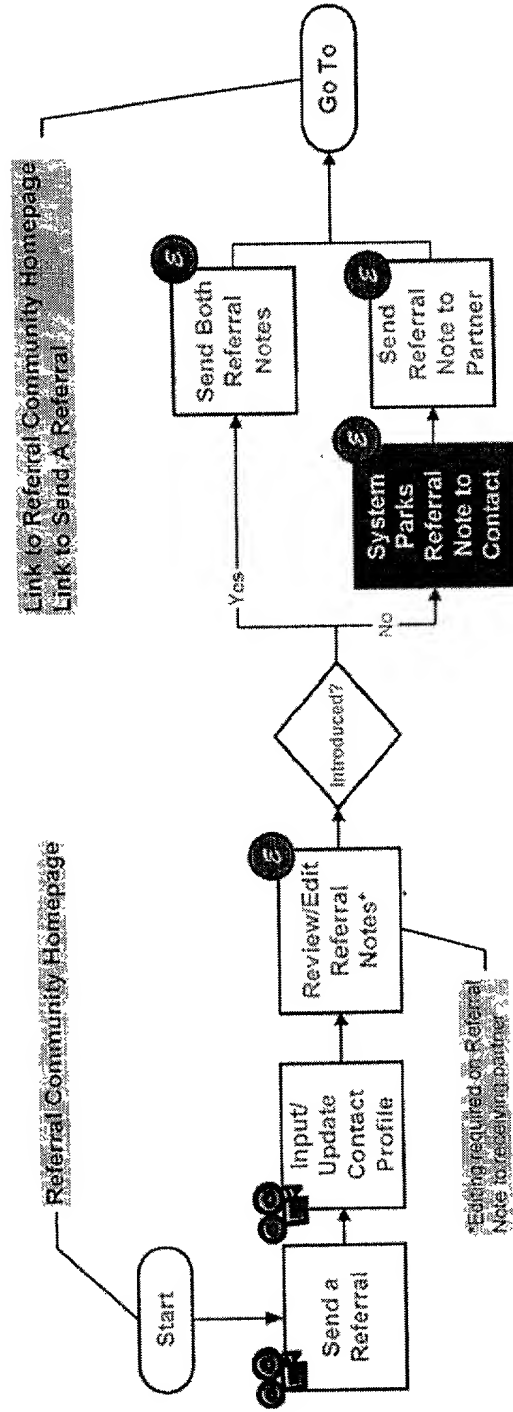 Referral Community Homepage
Start
Send a
Referral
Input/
Update
Contact
Profile
Review/Edit
Referral
Notes*
*Editing required on Referral
Note to receiving partner
Introduced?
Yes
No
Send Both
Referral
Notes
System
Parks
Referral
Note to
Contact
Send
Referral
Note to
Partner
Link to Referral Community Homepage
Link to Send A Referral
Go To